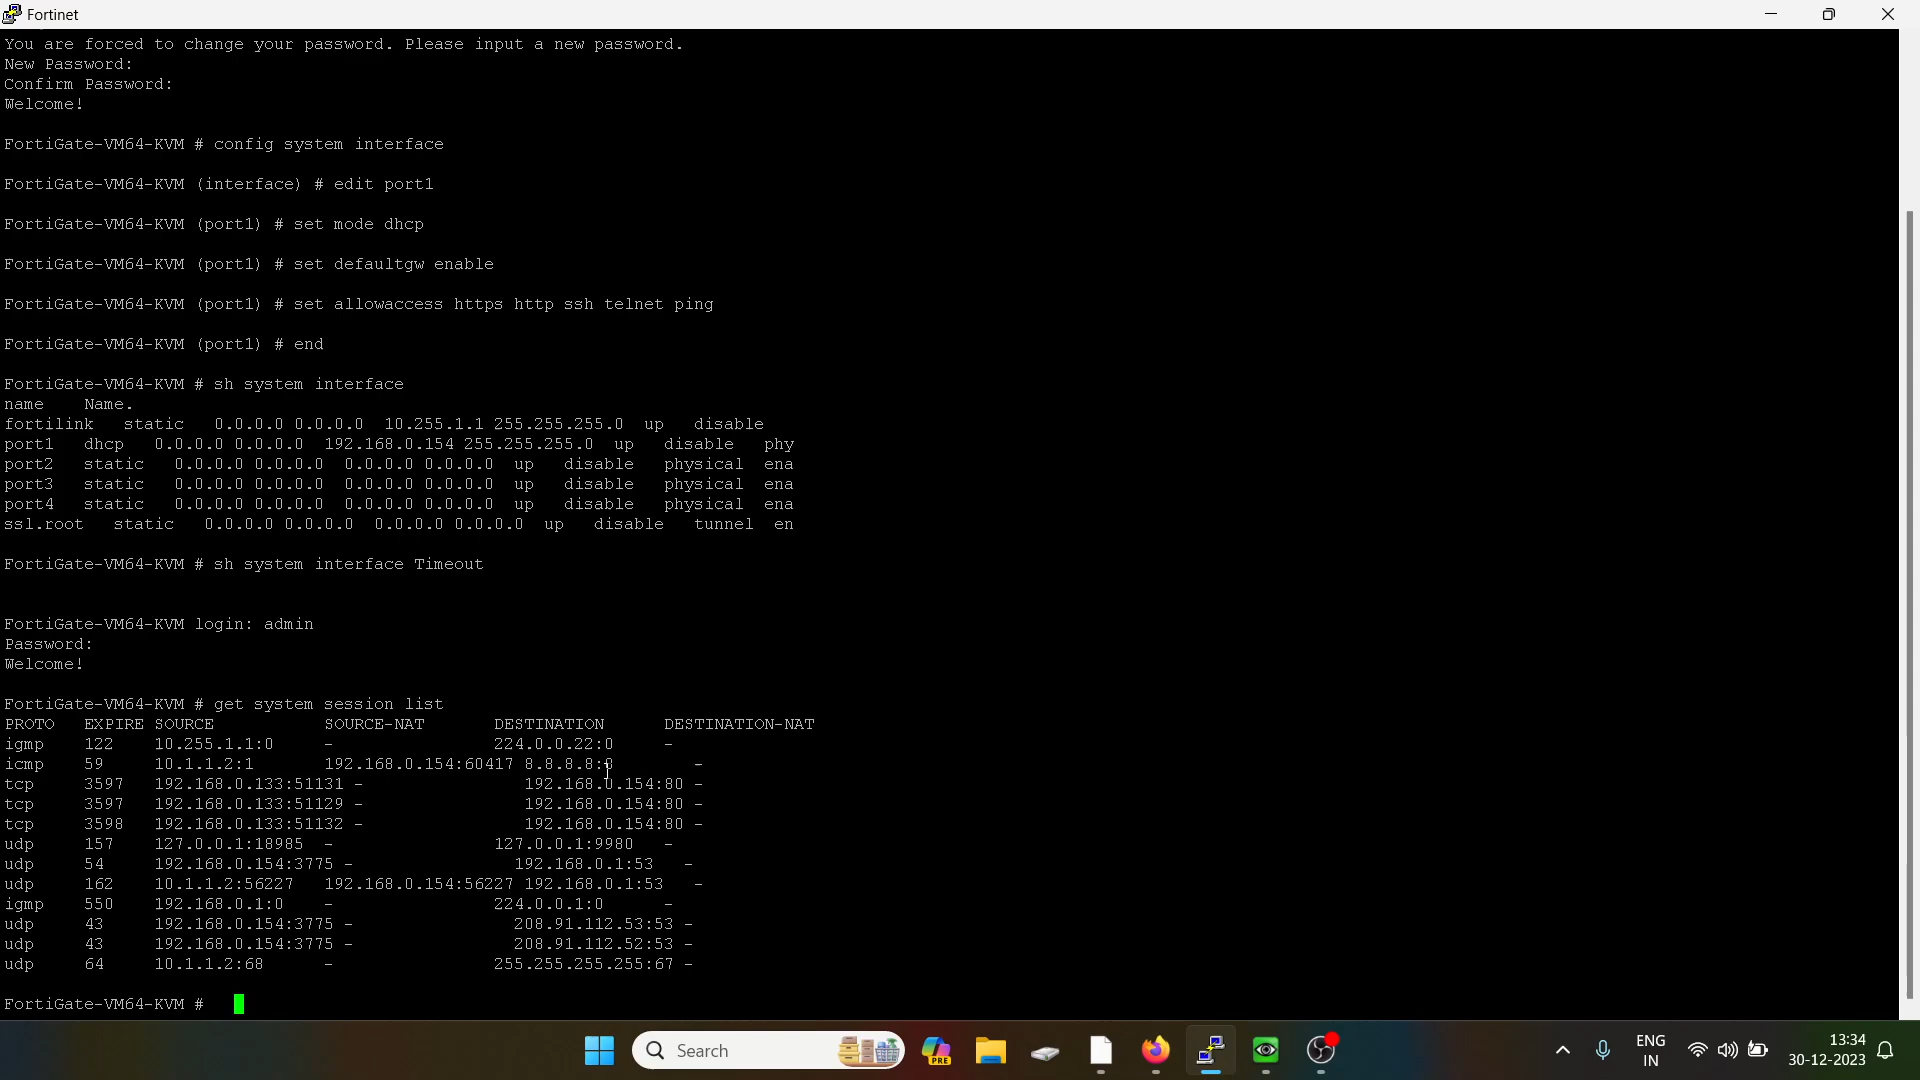 Fortinet
You are forced to change your password. Please input a new password.
New Password:
Confirm Password:
Welcome!
FortiGate-VM64-KVM # config system interface
FortiGate-VM64-KVM (interface) # edit port1
FortiGate-VM64-KVM (port1) # set mode dhcp
FortiGate-VM64-KVM (port1) # set defaultgw enable
FortiGate-VM64-KVM (port1) # set allowaccess https http ssh telnet ping
FortiGate-VM64-KVM (port1) # end
FortiGate-VM64-KVM # sh system interface
name Name.
fortilink static 0.0.0.0 0.0.0.0 10.255.1.1 255.255.255.0 up disable
port1 dhcp 0.0.0.0 0.0.0.0 192.168.0.154 255.255.255.0 up disable phy
port2 static 0.0.0.0 0.0.0.0 0.0.0.0 0.0.0.0 up disable physical ena
port3 static 0.0.0.0 0.0.0.0 0.0.0.0 0.0.0.0 up disable physical ena
port4 static 0.0.0.0 0.0.0.0 0.0.0.0 0.0.0.0 up disable physical ena
ssl.root static 0.0.0.0 0.0.0.0 0.0.0.0 0.0.0.0 up disable tunnel en
FortiGate-VM64-KVM # sh system interface Timeout
FortiGate-VM64-KVM login: admin
Password:
Welcome!
FortiGate-VM64-KVM # get system session list
PROTO EXPIRE SOURCE SOURCE-NAT DESTINATION DESTINATION-NAT
igmp 122 10.255.1.1:0 - 224.0.0.22:0 -
icmp 59 10.1.1.2:1 192.168.0.154:60417 8.8.8.8:8 -
tcp 3597 192.168.0.133:51131 - 192.168.0.154:80 -
tcp 3597 192.168.0.133:51129 - 192.168.0.154:80 -
tcp 3598 192.168.0.133:51132 - 192.168.0.154:80 -
udp 157 127.0.0.1:18985 - 127.0.0.1:9980 -
udp 54 192.168.0.154:3775 - 192.168.0.1:53 -
udp 162 10.1.1.2:56227 192.168.0.154:56227 192.168.0.1:53 -
igmp 550 192.168.0.1:0 - 224.0.0.1:0 -
udp 43 192.168.0.154:3775 - 208.91.112.53:53 -
udp 43 192.168.0.154:3775 - 208.91.112.52:53 -
udp 64 10.1.1.2:68 - 255.255.255.255:67 -
FortiGate-VM64-KVM #
Search
PRE
ENG
IN
13:34
30-12-2023